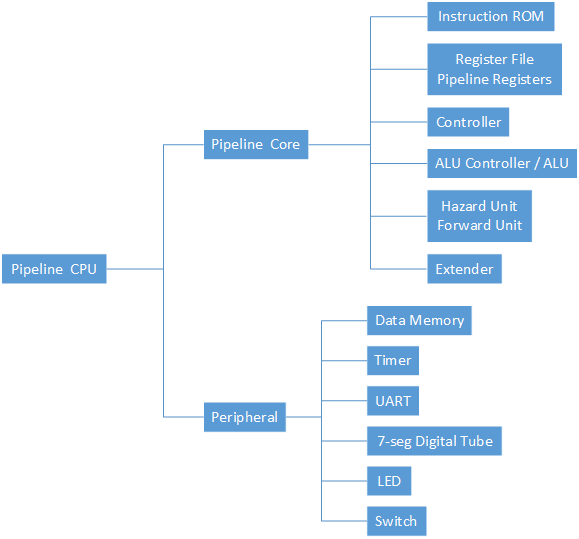 Instruction ROM
Register File
Pipeline Registers
Controller
Pipeline Core
ALU Controller / ALU
Hazard Unit
Forward Unit
Pipeline CPU
Extender
Data Memory
Timer
UART
Peripheral
7-seg Digital Tube
LED
Switch